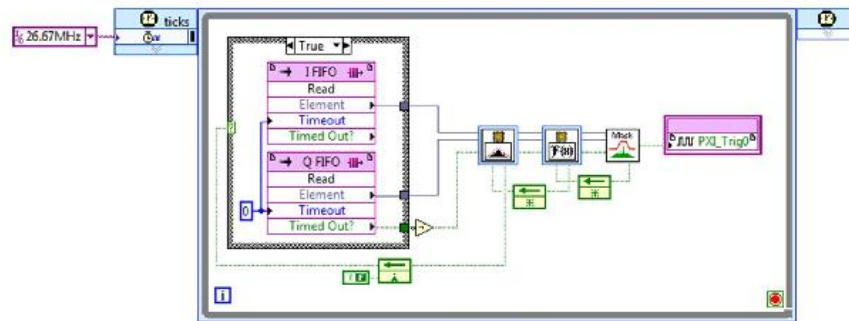 ticks
26.67MHz
True
I FIFO
Read
Element
Timeout
Timed Out?
Q FIFO
Read
Element
0
Timeout
Timed Out?
F(s)
Mask
PXI_Trig0
?
F
i